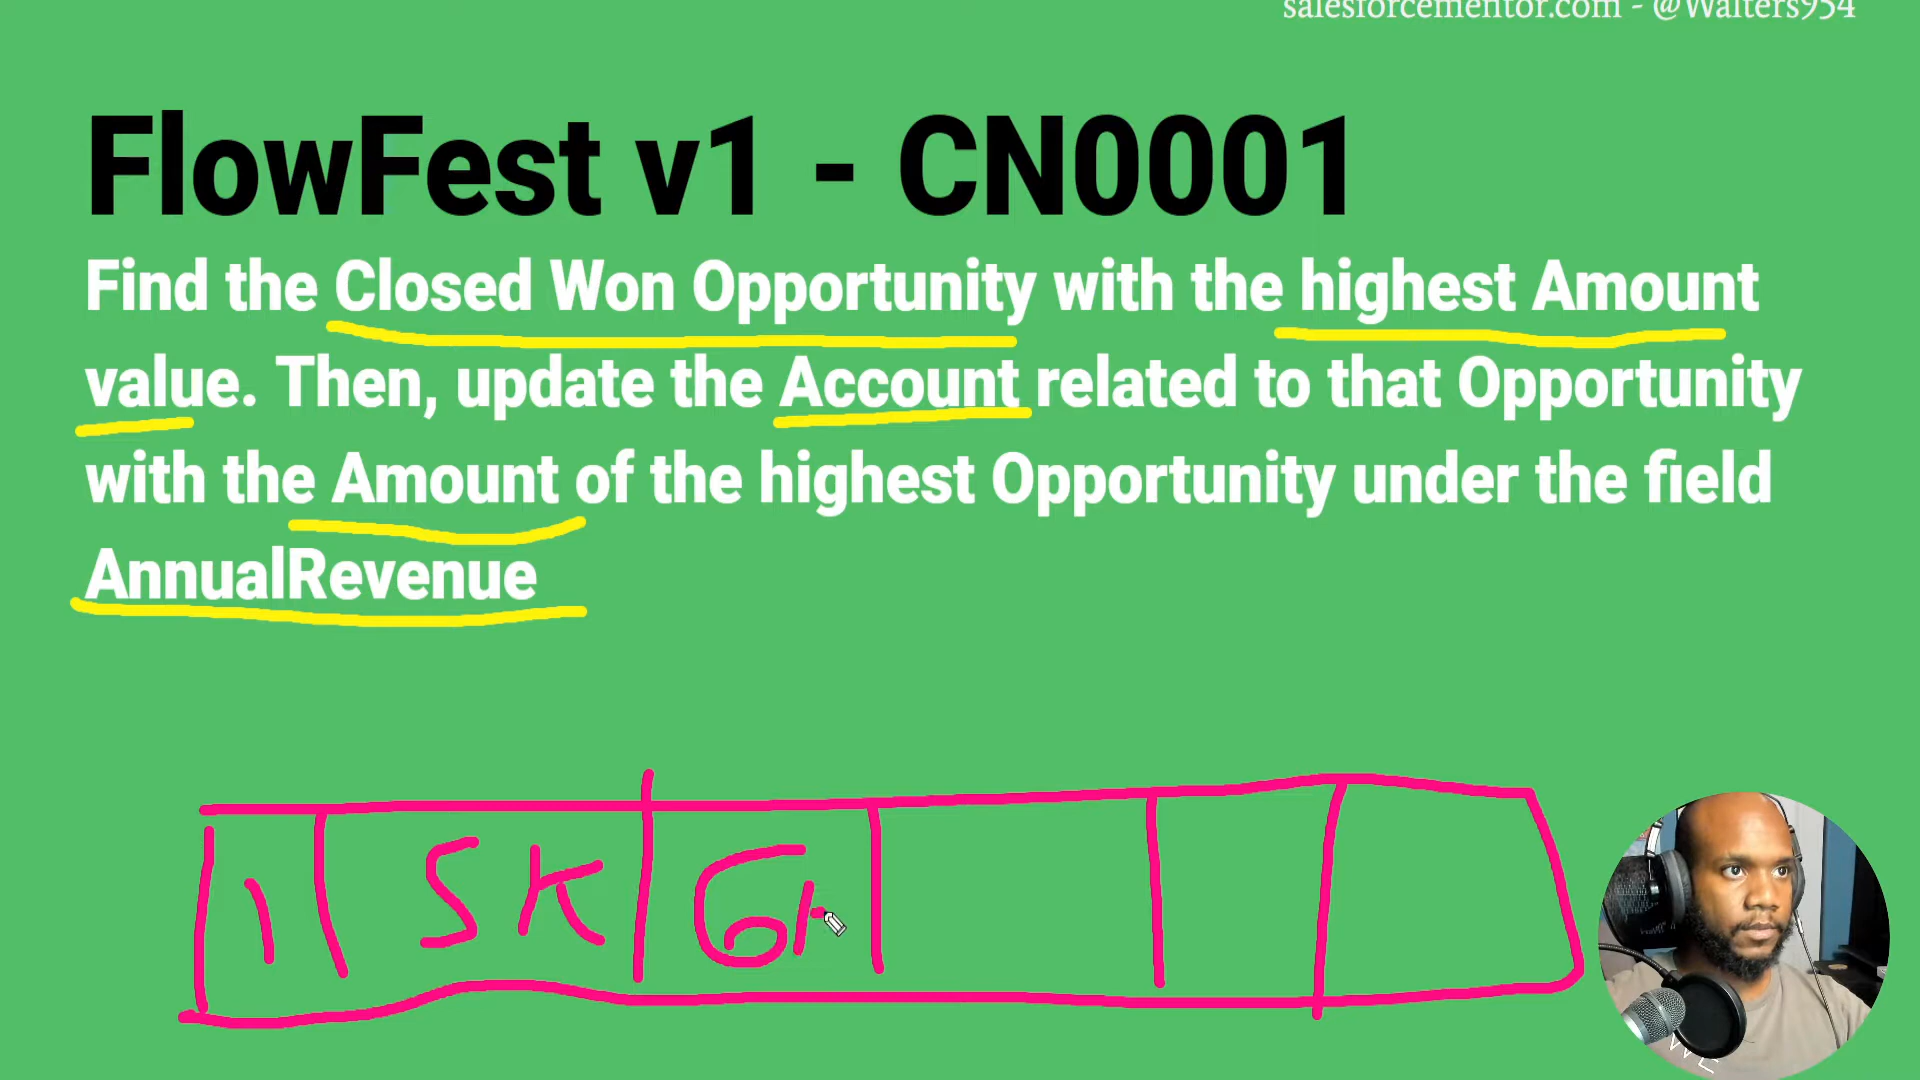 salesforcementor.com - @Walters954
FlowFest v1 - CN0001
Find the Closed Won Opportunity with the highest Amount
value. Then, update the Account related to that Opportunity
with the Amount of the highest Opportunity under the field
AnnualRevenue
1 5K